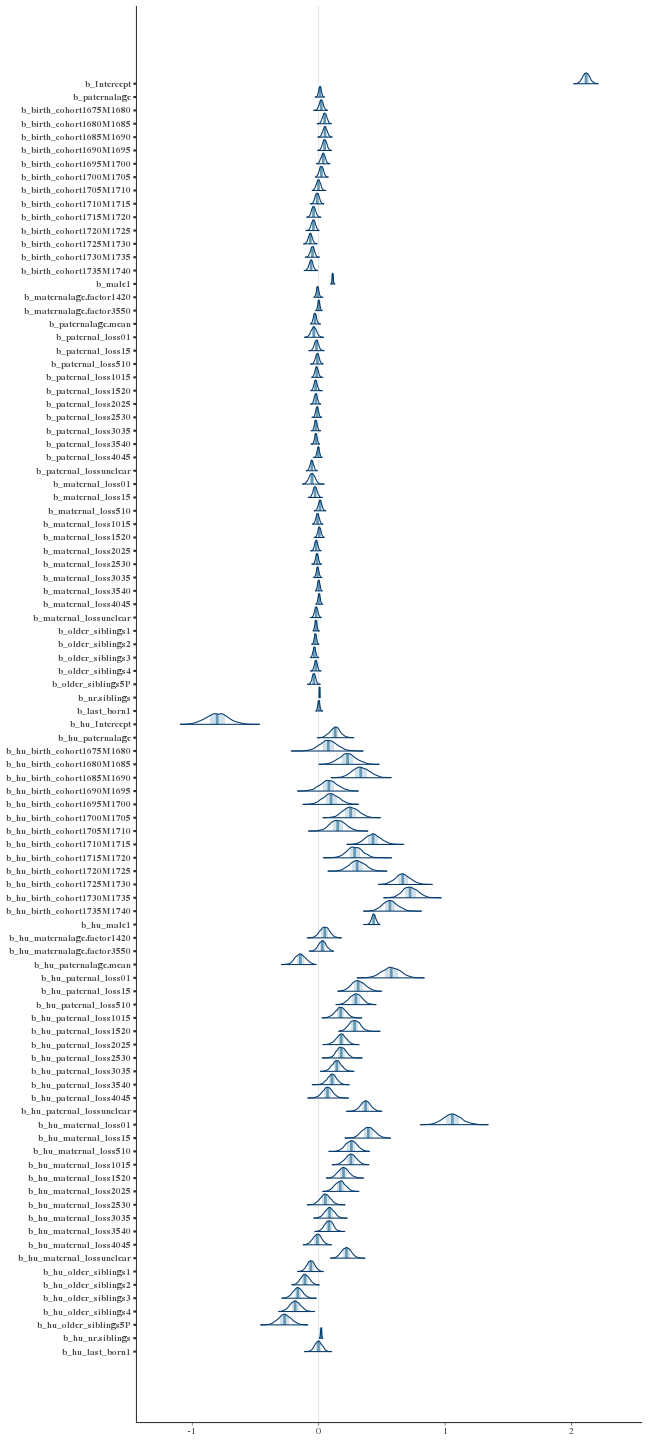 b_Intercept
b_paternalage
b_birth_cohort1675M1680
b_birth_cohort1680M1685
b_birth_cohort1685M1690
b_birth_cohort1690M1695
b_birth_cohort1695M1700
b_birth_cohort1700M1705
b_birth_cohort1705M1710
b_birth_cohort1710M1715
b_birth_cohort1715M1720
b_birth_cohort1720M1725
b_birth_cohort1725M1730
b_birth_cohort1730M1735
b_birth_cohort1735M1740
b_male1
b_maternalage.factor1420
b_maternalage.factor3550
b_paternalage.mean
b_paternal_loss01
b_paternal_loss15
b_paternal_loss510
b_paternal_loss1015
b_paternal_loss1520
b_paternal_loss2025
b_paternal_loss2530
b_paternal_loss3035
b_paternal_loss3540
b_paternal_loss4045
b_paternal_lossunclear
b_maternal_loss01
b_maternal_loss15
b_maternal_loss510
b_maternal_loss1015
b_maternal_loss1520
b_maternal_loss2025
b_maternal_loss2530
b_maternal_loss3035
b_maternal_loss3540
b_maternal_loss4045
b_maternal_lossunclear
b_older_siblings1
b_older_siblings2
b_older_siblings3
b_older_siblings4
b_older_siblings5P
b_nr.siblings
b_last_born1
b_hu_Intercept
b_hu_paternalage
b_hu_birth_cohort1675M1680
b_hu_birth_cohort1680M1685
b_hu_birth_cohort1685M1690
b_hu_birth_cohort1690M1695
b_hu_birth_cohort1695M1700
b_hu_birth_cohort1700M1705
b_hu_birth_cohort1705M1710
b_hu_birth_cohort1710M1715
b_hu_birth_cohort1715M1720
b_hu_birth_cohort1720M1725
b_hu_birth_cohort1725M1730
b_hu_birth_cohort1730M1735
b_hu_birth_cohort1735M1740
b_hu_male1
b_hu_maternalage.factor1420
b_hu_maternalage.factor3550
b_hu_paternalage.mean
b_hu_paternal_loss01
b_hu_paternal_loss15
b_hu_paternal_loss510
b_hu_paternal_loss1015
b_hu_paternal_loss1520
b_hu_paternal_loss2025
b_hu_paternal_loss2530
b_hu_paternal_loss3035
b_hu_paternal_loss3540
b_hu_paternal_loss4045
b_hu_paternal_lossunclear
b_hu_maternal_loss01
b_hu_maternal_loss15
b_hu_maternal_loss510
b_hu_maternal_loss1015
b_hu_maternal_loss1520
b_hu_maternal_loss2025
b_hu_maternal_loss2530
b_hu_maternal_loss3035
b_hu_maternal_loss3540
b_hu_maternal_loss4045
b_hu_maternal_lossunclear
b_hu_older_siblings1
b_hu_older_siblings2
b_hu_older_siblings3
b_hu_older_siblings4
b_hu_older_siblings5P
b_hu_nr.siblings
b_hu_last_born1
-1 0 1 2